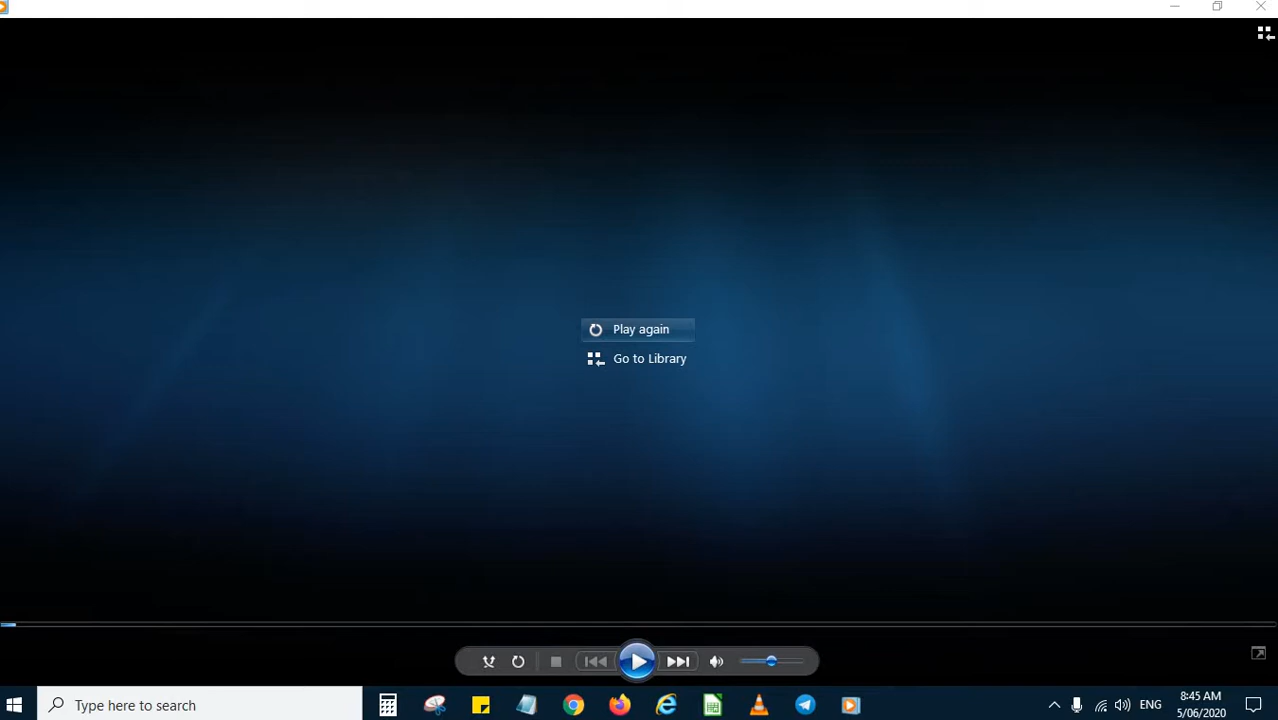 Play again
Go to Library
Type here to search
ENG
8:45 AM
5/06/2020